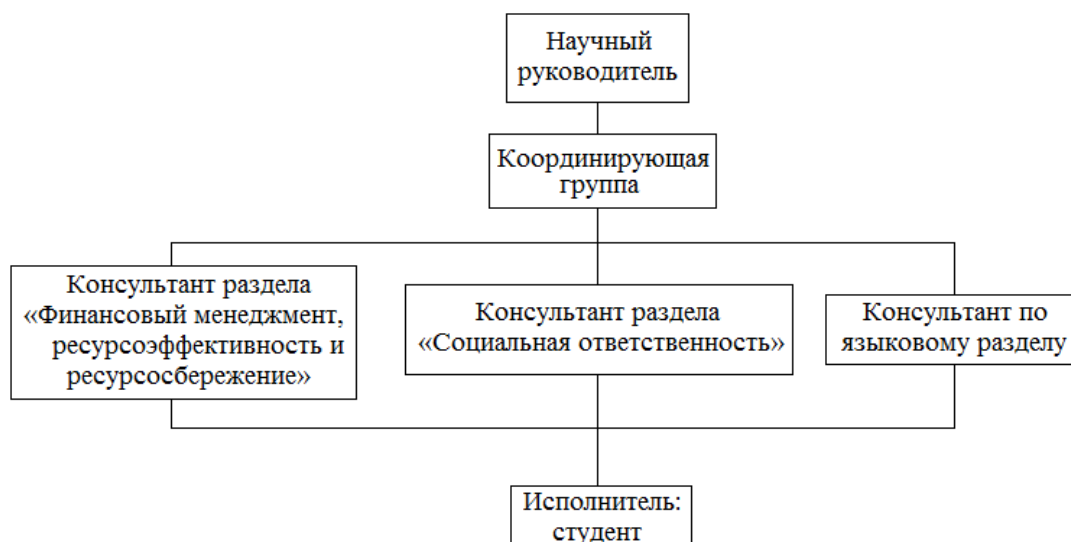 Научный
руководитель
Координирующая
группа
Консультант раздела
«Финансовый менеджмент,
ресурсоэффективность и
ресурсосбережение»
Консультант раздела
«Социальная ответственность»
Консультант по
языковому разделу
Исполнитель:
студент